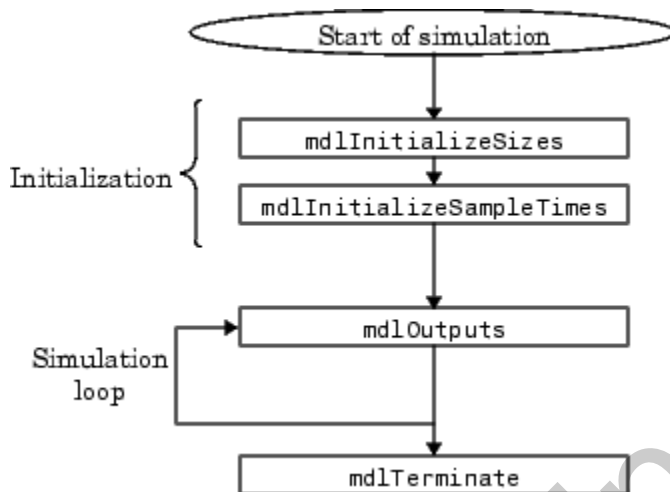 Start of simulation
mdlInitializeSizes
Initialization
mdlInitializeSampleTimes
mdlOutputs
Simulation
loop
mdlTerminate